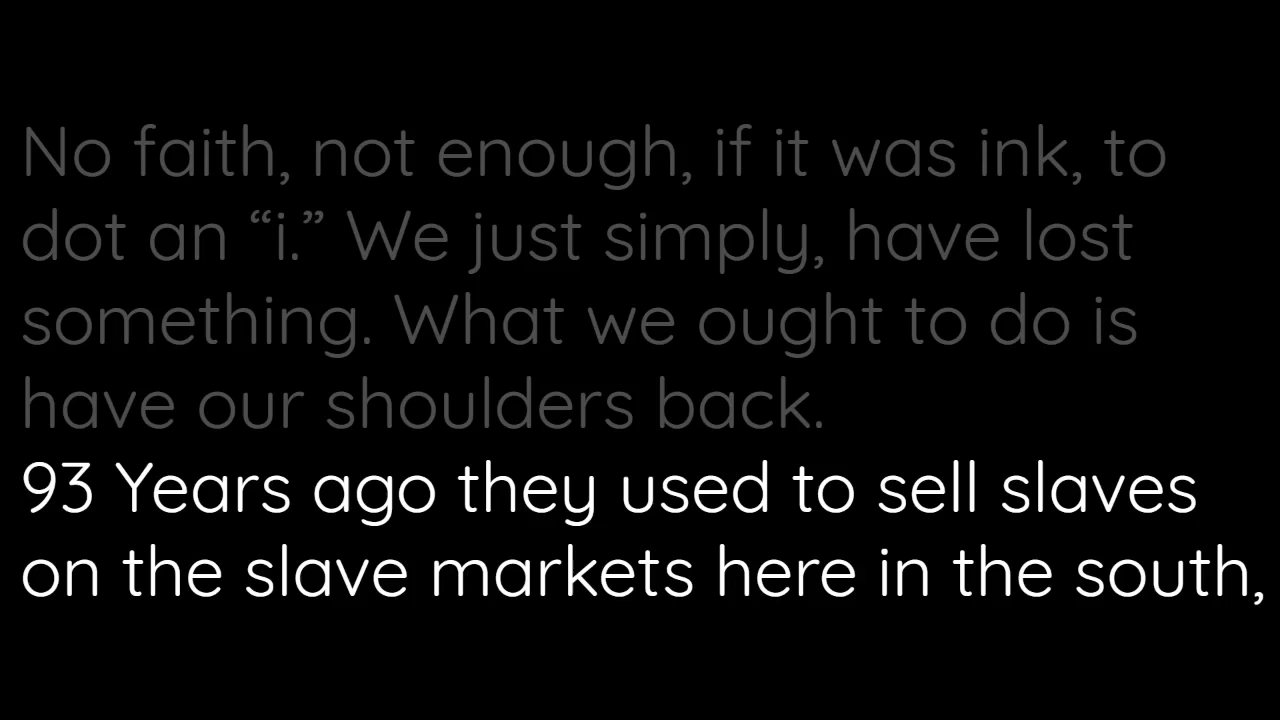 No faith, not enough, if it was ink, to
dot an “i.” We just simply, have lost
something. What we ought to do is
have our shoulders back.
93 Years ago they used to sell slaves
on the slave markets here in the south,